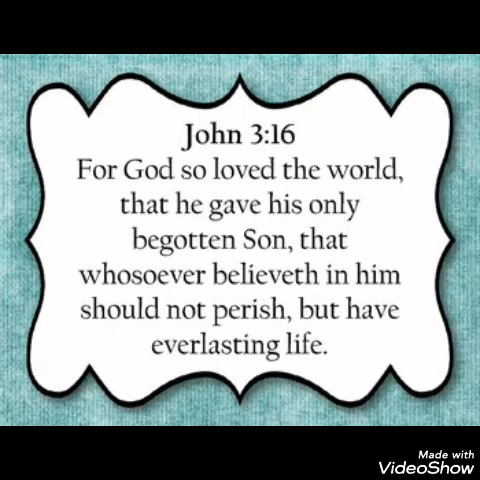 John 3:16
For God so loved the world,
that he gave his only
begotten Son, that
whosoever believeth in him
should not perish, but have
everlasting life.
Made with
VideoShow